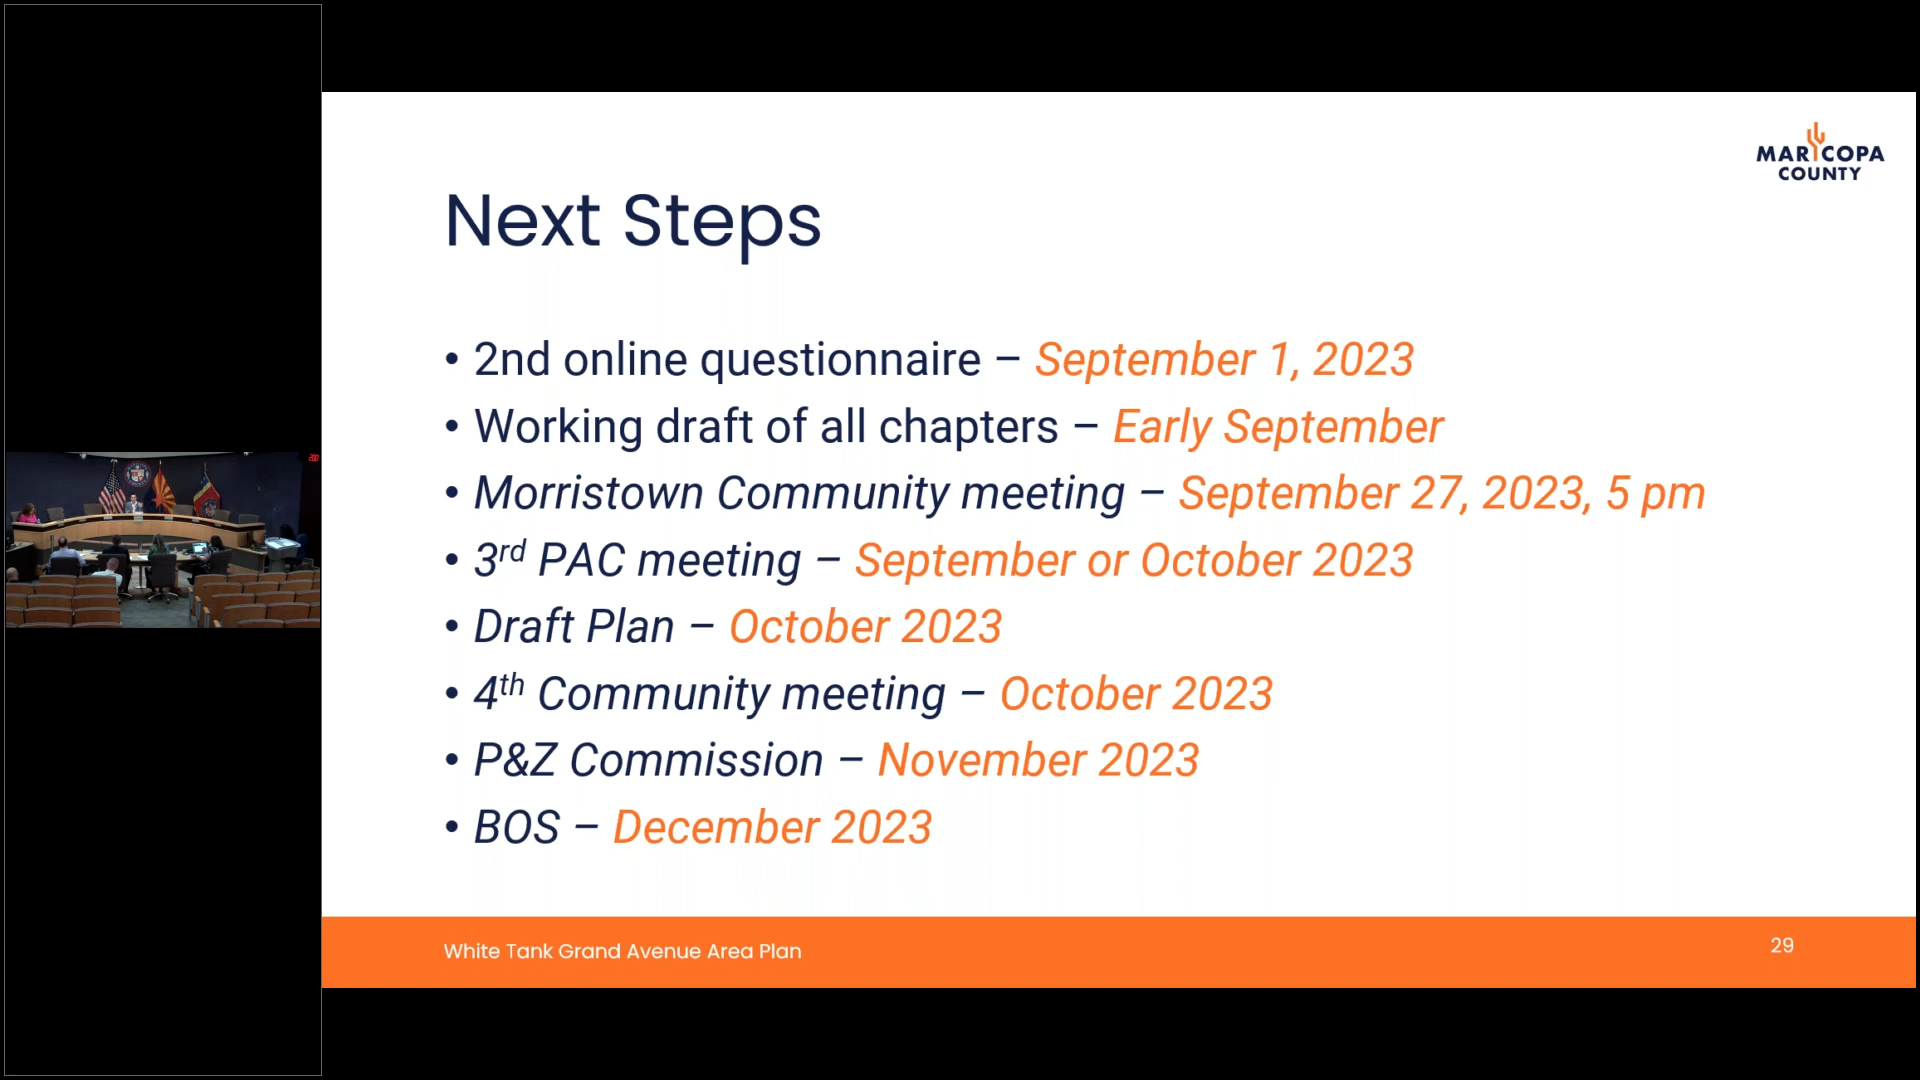 MARICOPA
COUNTY
Next Steps
• 2nd online questionnaire – September 1, 2023
• Working draft of all chapters – Early September
• Morristown Community meeting – September 27, 2023, 5 pm
• 3rd PAC meeting – September or October 2023
• Draft Plan – October 2023
• 4th Community meeting – October 2023
• P&Z Commission – November 2023
• BOS – December 2023
White Tank Grand Avenue Area Plan
29